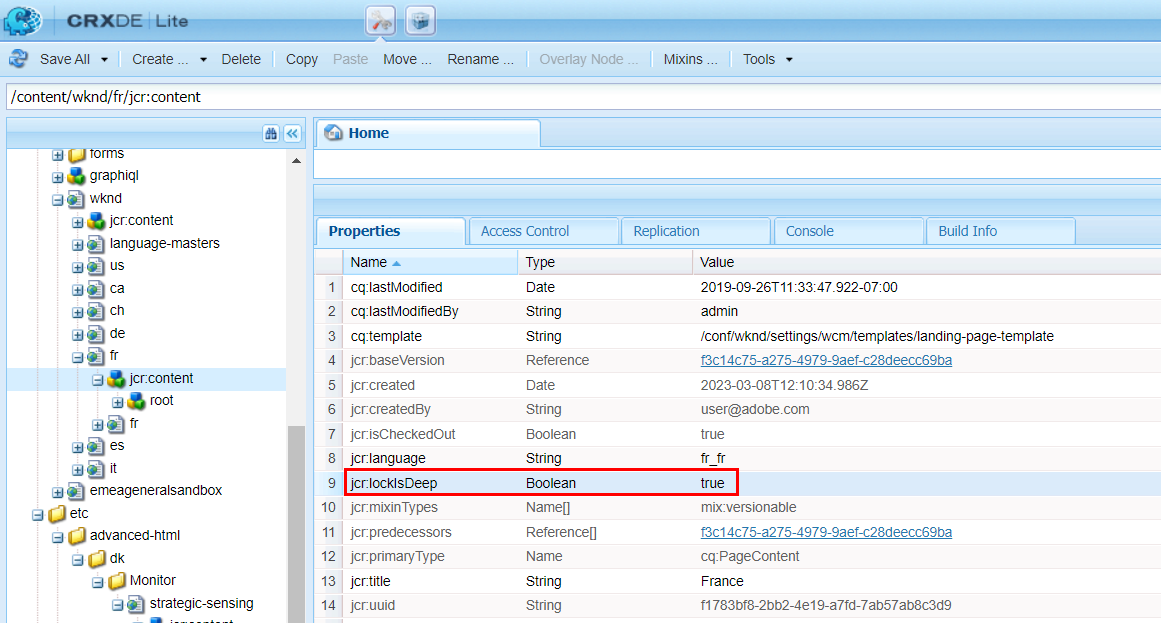 CRXDE | Lite
Save All Create ... Delete Copy Paste Move ... Rename ... Overlay Node ... Mixins ... Tools
/content/wknd/fr/jcr:content
Home
forms
graphiql
wknd
jcr:content
language-masters
us
ca
ch
de
fr
jcr:content
root
fr
es
it
emeageneralsandbox
etc
advanced-html
dk
Monitor
strategic-sensing
jcr:content
Properties Access Control Replication Console Build Info
Name Type Value
1 cq:lastModified Date 2019-09-26T11:33:47.922-07:00
2 cq:lastModifiedBy String admin
3 cq:template String /conf/wknd/settings/wcm/templates/landing-page-template
4 jcr:baseVersion Reference f3c14c75-a275-4979-9aef-c28deecc69ba
5 jcr:created Date 2023-03-08T12:10:34.986Z
6 jcr:createdBy String user@adobe.com
7 jcr:isCheckedOut Boolean true
8 jcr:language String fr_fr
9 jcr:lockIsDeep Boolean true
10 jcr:mixinTypes Name[] mix:versionable
11 jcr:predecessors Reference[] f3c14c75-a275-4979-9aef-c28deecc69ba
12 jcr:primaryType Name cq:PageContent
13 jcr:title String France
14 jcr:uuid String f1783bf8-2bb2-4e19-a7fd-7ab57ab8c3d9